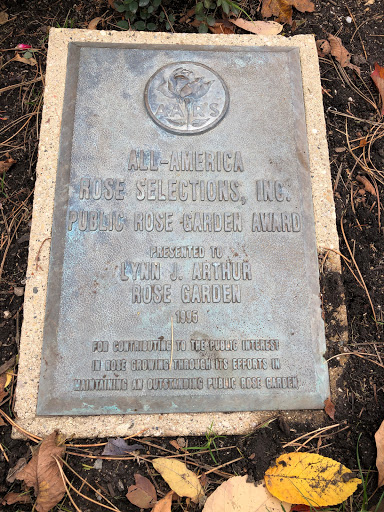 AARS
ALL-AMERICA
ROSE SELECTIONS, INC.
PUBLIC ROSE GARDEN AWARD
PRESENTED TO
LYNN J. ARTHUR
ROSE GARDEN
1995
FOR CONTRIBUTING TO THE PUBLIC INTEREST
IN ROSE GROWING THROUGH ITS EFFORTS IN
MAINTAINING AN OUTSTANDING PUBLIC ROSE GARDEN